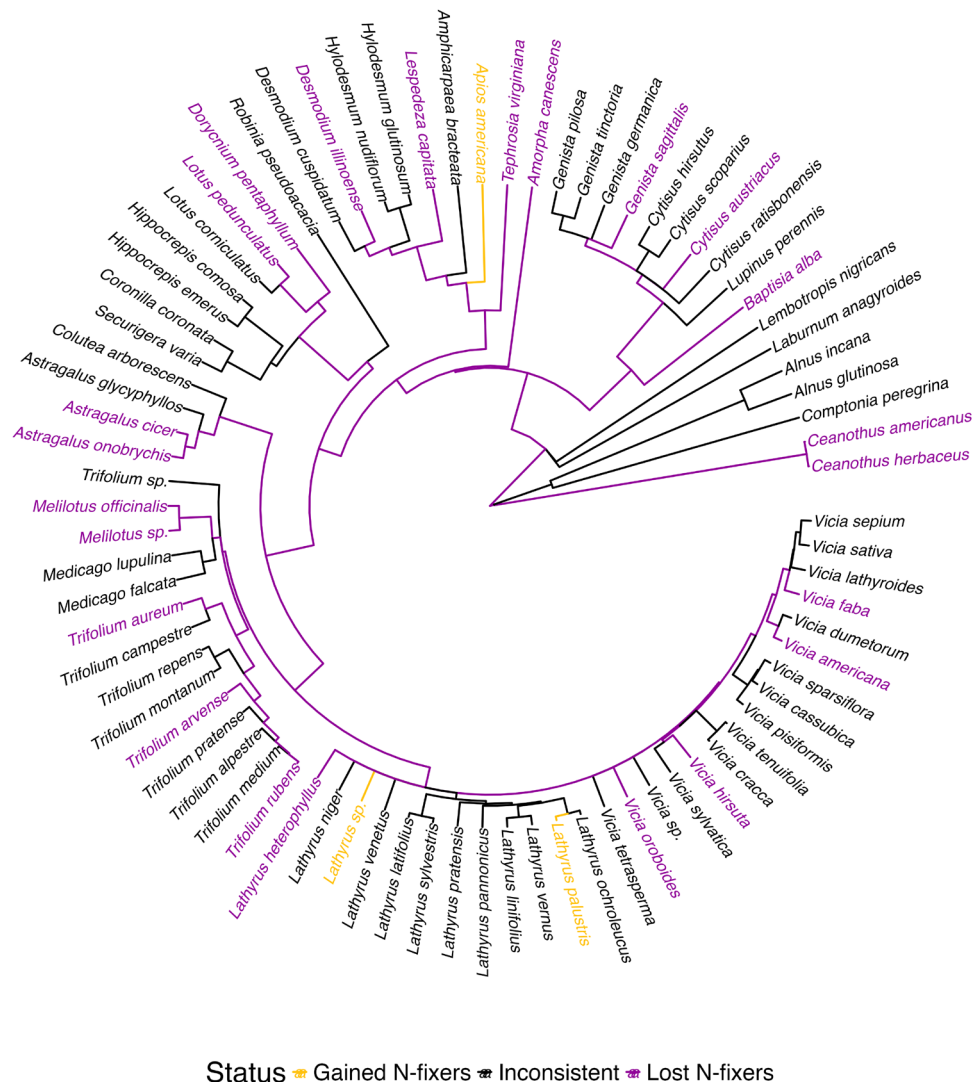 Amphicarpaea bracteata
Apios americana
Tephrosia virginiana
Amorpha canescens
Genista pilosa
Genista tinctoria
Genista germanica
Genista sagittalis
Cytisus hirsutus
Cytisus scoparius
Cytisus austriacus
Cytisus ratisbonensis
Lupinus perennis
Baptisia alba
Lembotropis nigricans
Laburnum anagyroides
Alnus incana
Alnus glutinosa
Comptonia peregrina
Ceanothus americanus
Ceanothus herbaceus
Vicia sepium
Vicia sativa
Vicia lathyroides
Vicia faba
Vicia dumetorum
Vicia americana
Vicia sparsiflora
Vicia cassubica
Vicia pisiformis
Vicia tenuifolia
Vicia cracca
Vicia hirsuta
Vicia sylvatica
Vicia sp.
Vicia oroboides
Vicia tetrasperma
Lathyrus ochroleucus
Lathyrus palustris
Lathyrus vernus
Lathyrus linifolius
Lathyrus pannonicus
Lathyrus pratensis
Lathyrus sylvestris
Lathyrus latifolius
Lathyrus venetus
Lathyrus sp.
Lathyrus niger
Lathyrus heterophyllus
Trifolium rubens
Trifolium medium
Trifolium alpestre
Trifolium pratense
Trifolium arvense
Trifolium montanum
Trifolium repens
Trifolium campestre
Trifolium aureum
Medicago falcata
Medicago lupulina
Melilotus sp.
Melilotus officinalis
Trifolium sp.
Astragalus onobrychis
Astragalus cicer
Astragalus glycyphyllos
Colutea arborescens
Securigera varia
Coronilla coronata
Hippocrepis emerus
Hippocrepis comosa
Lotus corniculatus
Lotus pedunculatus
Dorycnium pentaphyllum
Robinia pseudoacacia
Desmodium cuspidatum
Desmodium illinoense
Hylodesmum nudiflorum
Hylodesmum glutinosum
Lespedeza capitata
Status Gained N-fixers Inconsistent Lost N-fixers